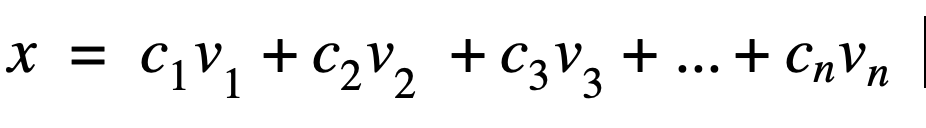 x = c₁v₁ + c₂v₂ + c₃v₃ + ... + cₙvₙ